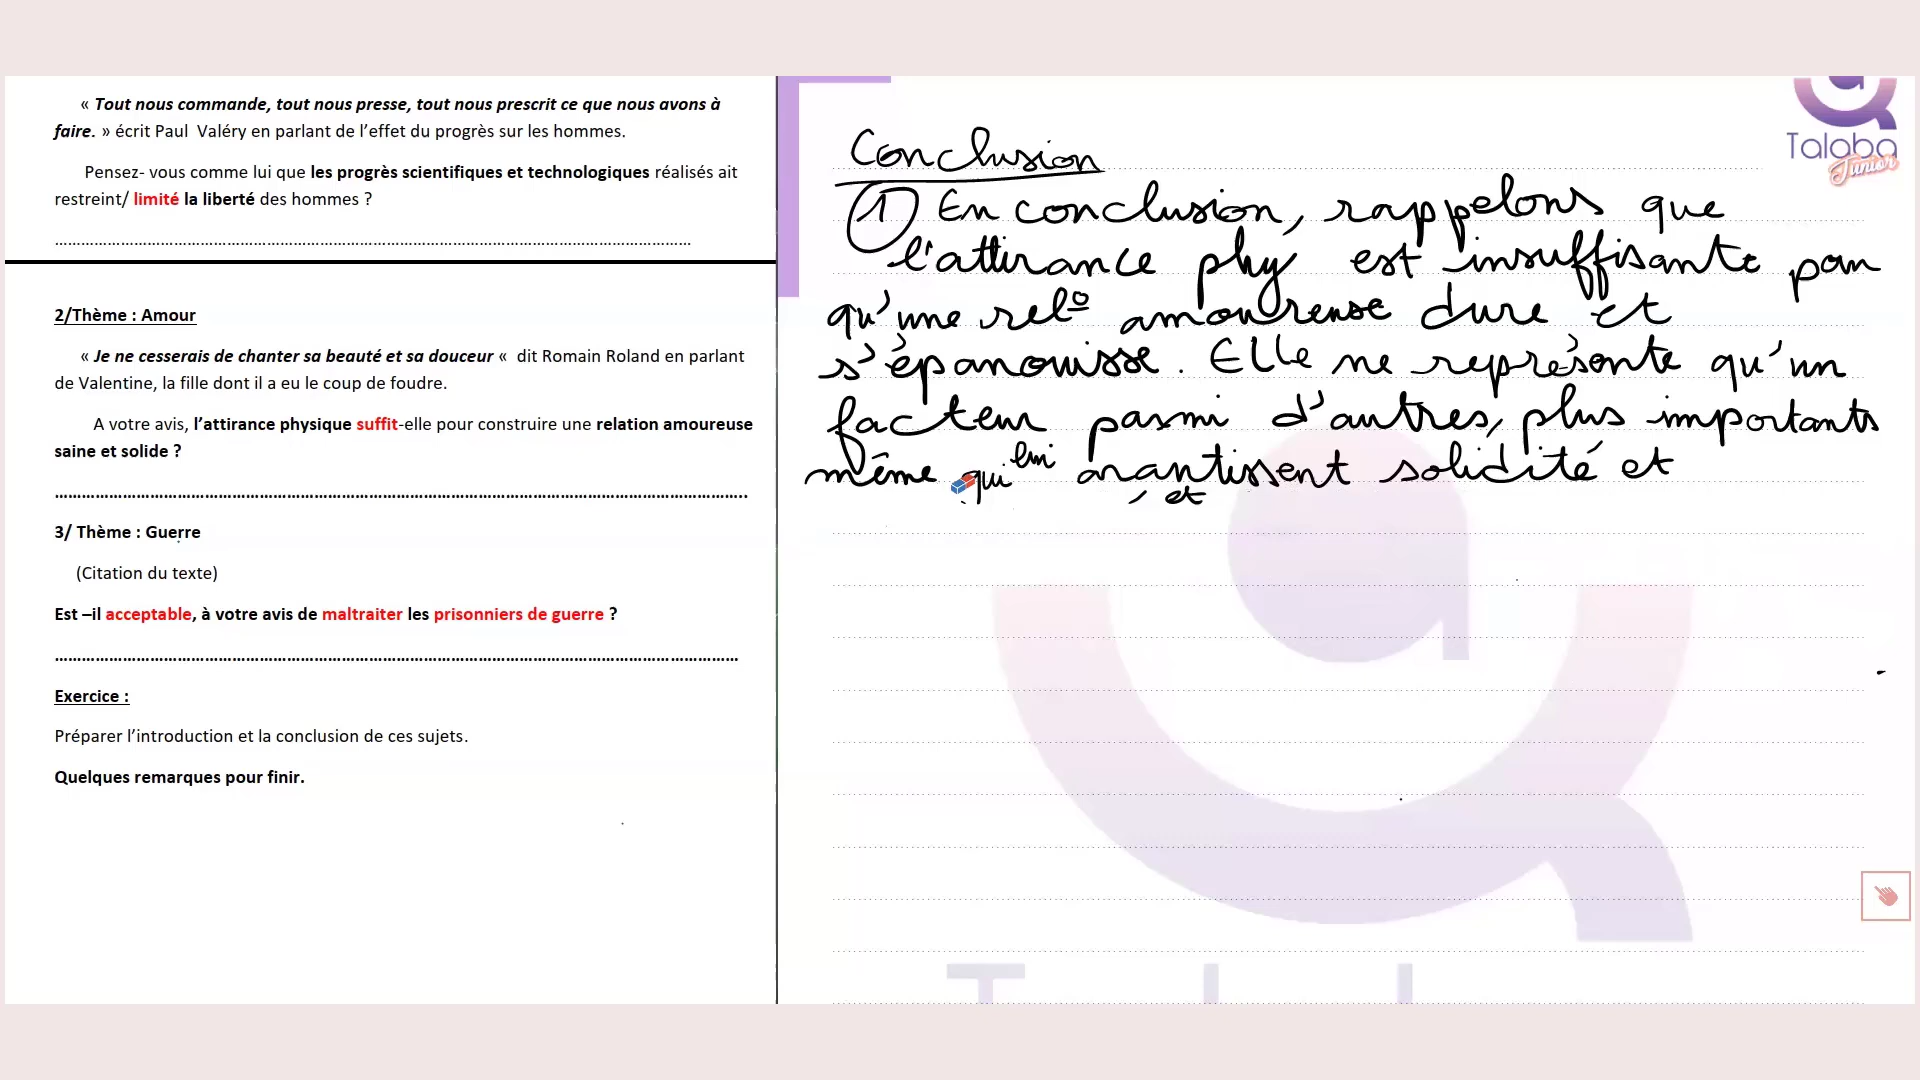 « Tout nous commande, tout nous presse, tout nous prescrit ce que nous avons à
faire. » écrit Paul Valéry en parlant de l’effet du progrès sur les hommes.
Pensez- vous comme lui que les progrès scientifiques et technologiques réalisés ait
restreint/ limité la liberté des hommes ?
2/Thème : Amour
« Je ne cesserais de chanter sa beauté et sa douceur « dit Romain Roland en parlant
de Valentine, la fille dont il a eu le coup de foudre.
A votre avis, l’attirance physique suffit-elle pour construire une relation amoureuse
saine et solide ?
3/ Thème : Guerre
(Citation du texte)
Est –il acceptable, à votre avis de maltraiter les prisonniers de guerre ?
Exercice :
Préparer l’introduction et la conclusion de ces sujets.
Quelques remarques pour finir.
Talaba
Junior
Conclusion
1 En conclusion, rappelons que
l'attirance phy est insuffisante pour
qu'une rel° amoureuse dure et
s'épanouisse. Elle ne représente qu'un
facteur parmi d'autres, plus importants
même qui lui solidité et
et